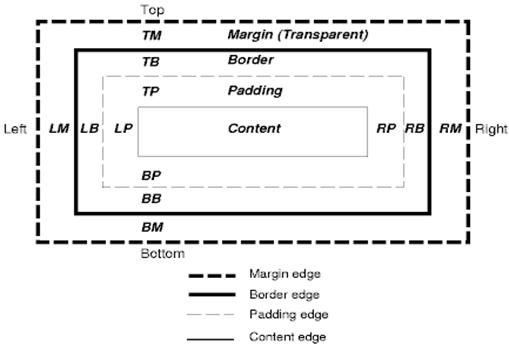 Top
TM Margin (Transparent)
TB Border
TP Padding
Left LM LB LP Content RP RB RM Right
BP
BB
BM
Bottom
Margin edge
Border edge
Padding edge
Content edge